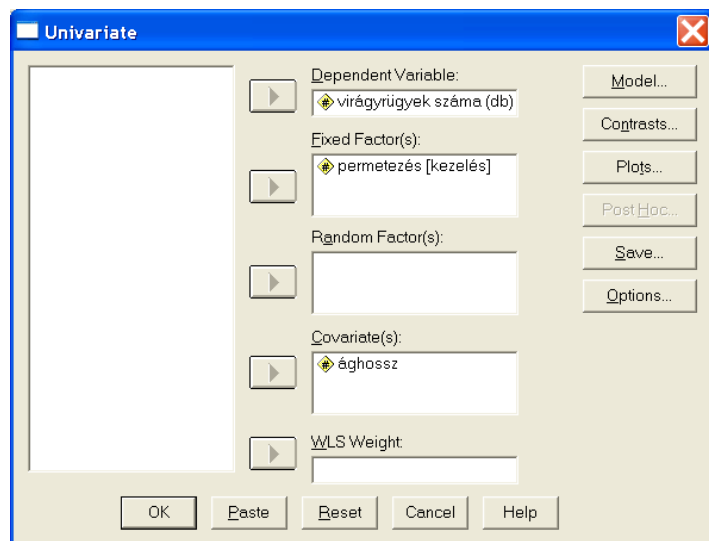 Univariate
Dependent Variable:
virágyrügyek száma (db)
Fixed Factor(s):
permetezés [kezelés]
Random Factor(s):
Covariate(s):
ághossz
WLS Weight:
Model...
Contrasts...
Plots...
Post Hoc...
Save...
Options...
OK
Paste
Reset
Cancel
Help